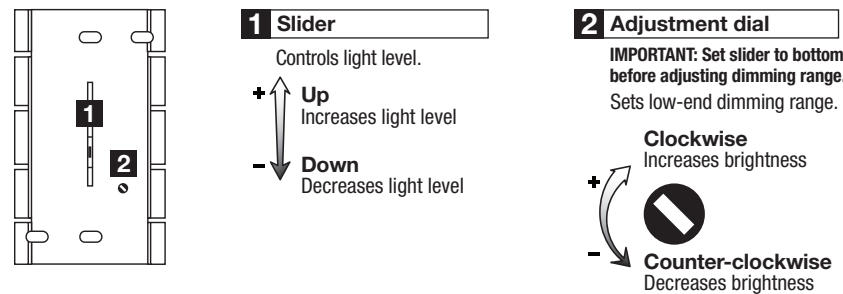 1
2
1 Slider
Controls light level.
+
Up
Increases light level
–
Down
Decreases light level
2 Adjustment dial
IMPORTANT: Set slider to bottom
before adjusting dimming range.
Sets low-end dimming range.
Clockwise
Increases brightness
+
–
Counter-clockwise
Decreases brightness